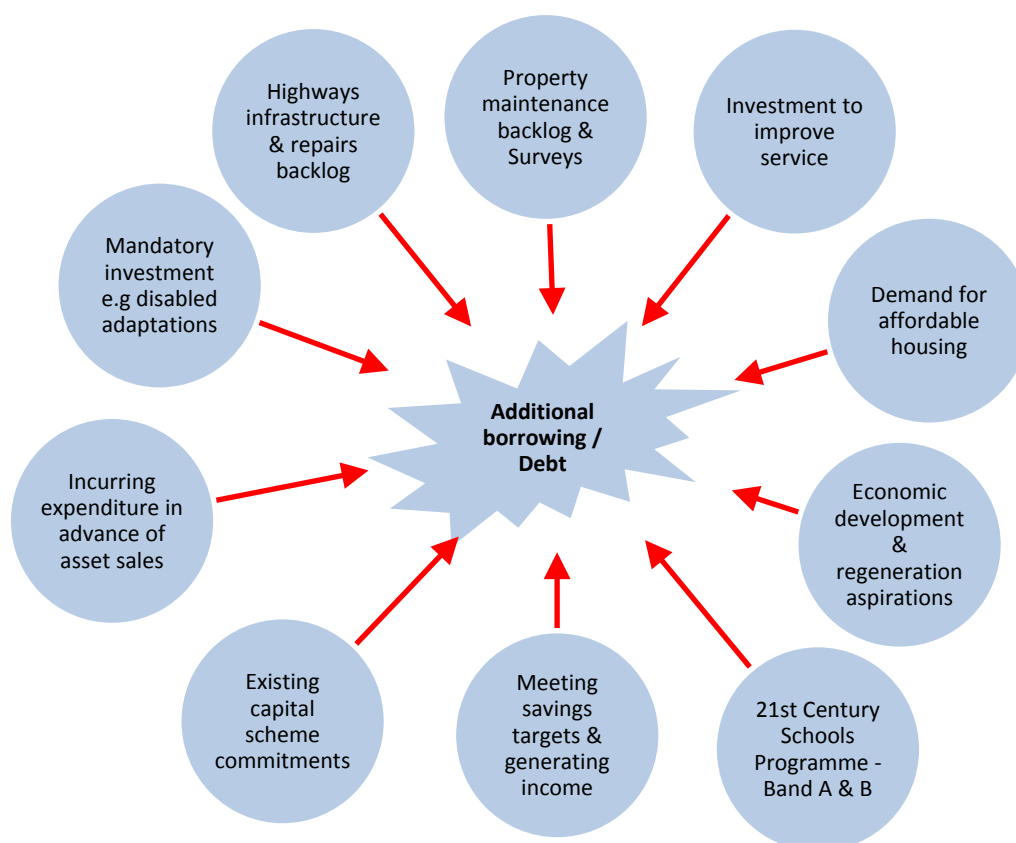 Highways
infrastructure
& repairs
backlog
Property
maintenance
backlog &
Surveys
Investment to
improve
service
Mandatory
investment
e.g disabled
adaptations
Demand for
affordable
housing
Additional
borrowing /
Debt
Incurring
expenditure in
advance of
asset sales
Economic
development
&
regeneration
aspirations
Existing
capital
scheme
commitments
Meeting
savings
targets &
generating
income
21st Century
Schools
Programme -
Band A & B